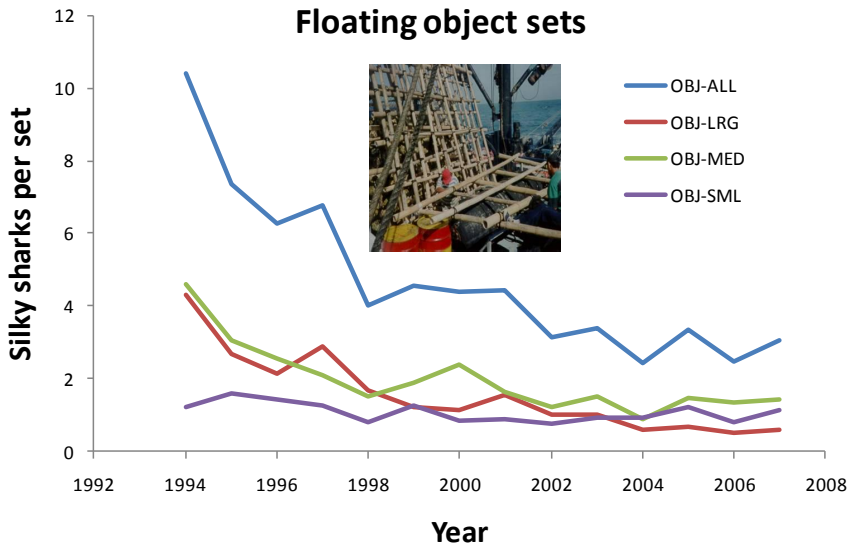 Floating object sets
12
10
8
6
4
2
0
Silky sharks per set
OBJ-ALL
OBJ-LRG
OBJ-MED
OBJ-SML
1992 1994 1996 1998 2000 2002 2004 2006 2008
Year